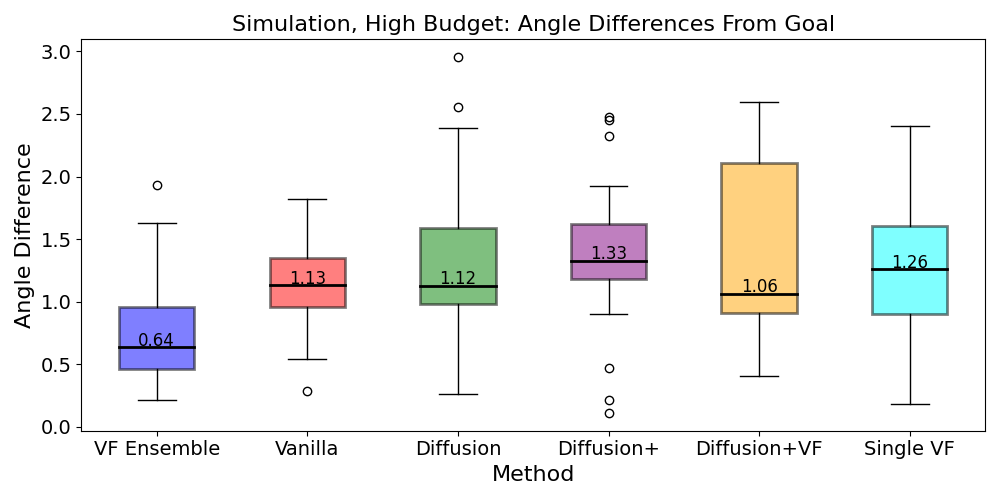 Simulation, High Budget: Angle Differences From Goal
Angle Difference
3.0
2.5
2.0
1.5
1.0
0.5
0.0
0.64
1.13
1.12
1.33
1.06
1.26
VF Ensemble
Vanilla
Diffusion
Diffusion+
Diffusion+VF
Single VF
Method